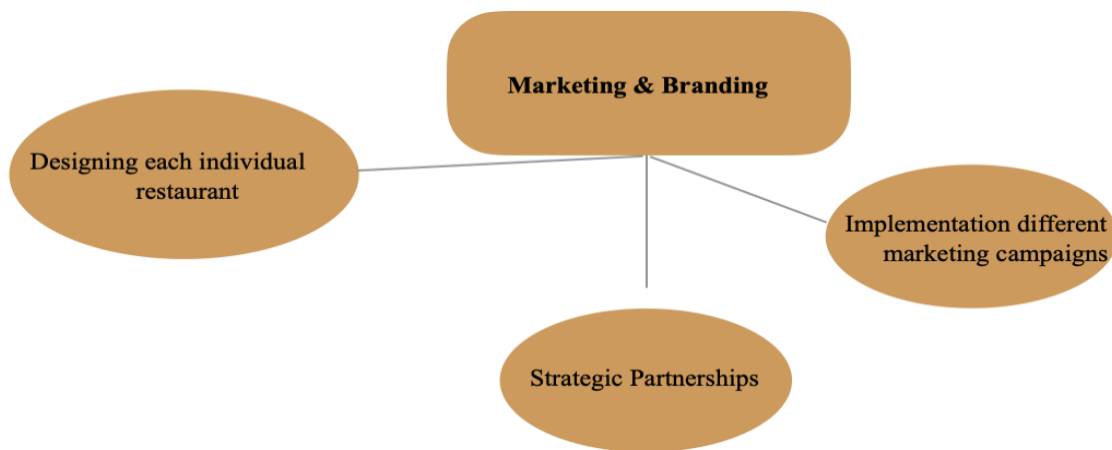 Marketing & Branding
Designing each individual
restaurant
Implementation different
marketing campaigns
Strategic Partnerships